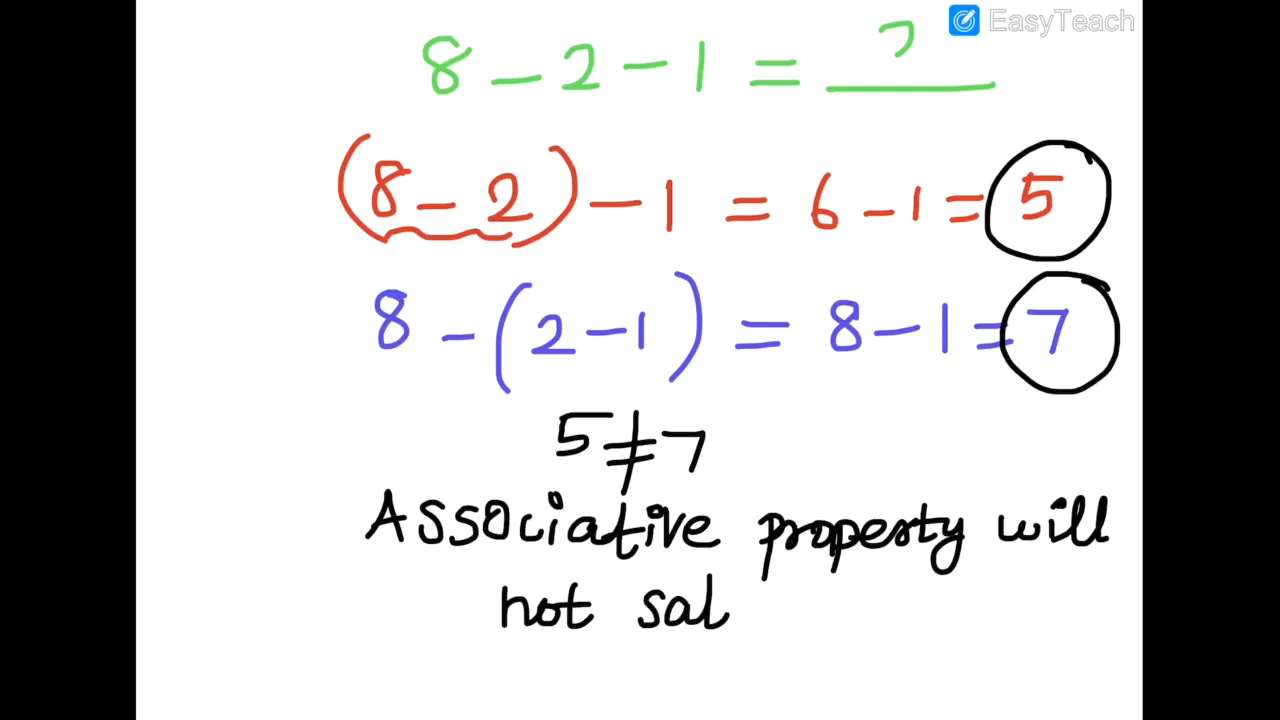 EasyTeach
8 - 2 - 1 = ?
(8 - 2) - 1 = 6 - 1 = 5
8 - (2 - 1) = 8 - 1 = 7
5 ≠ 7
Associative property will
not sal